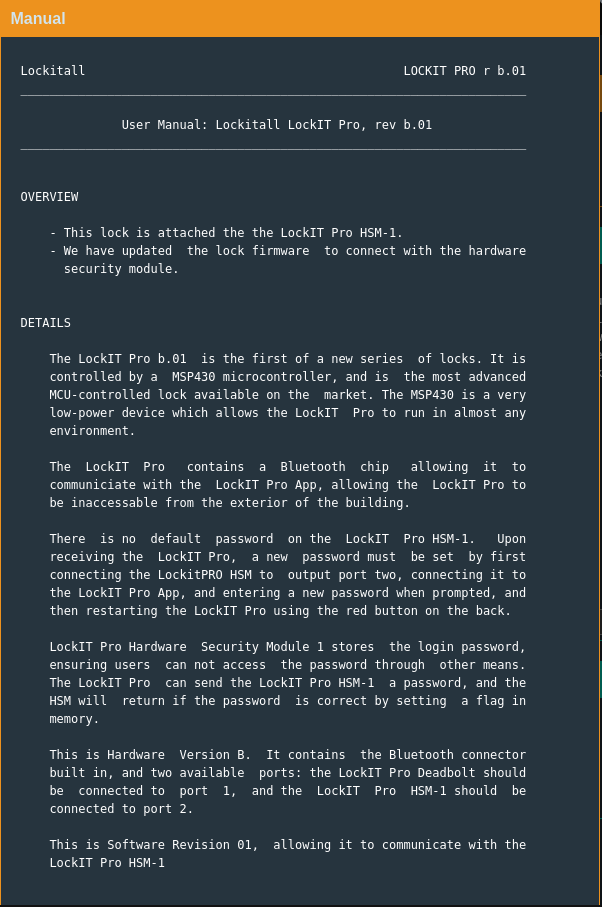 Manual
Lockitall LOCKIT PRO r b.01
User Manual: Lockitall LockIT Pro, rev b.01
OVERVIEW
- This lock is attached the the LockIT Pro HSM-1.
- We have updated the lock firmware to connect with the hardware
security module.
DETAILS
The LockIT Pro b.01 is the first of a new series of locks. It is
controlled by a MSP430 microcontroller, and is the most advanced
MCU-controlled lock available on the market. The MSP430 is a very
low-power device which allows the LockIT Pro to run in almost any
environment.
The LockIT Pro contains a Bluetooth chip allowing it to
communiciate with the LockIT Pro App, allowing the LockIT Pro to
be inaccessable from the exterior of the building.
There is no default password on the LockIT Pro HSM-1. Upon
receiving the LockIT Pro, a new password must be set by first
connecting the LockitPRO HSM to output port two, connecting it to
the LockIT Pro App, and entering a new password when prompted, and
then restarting the LockIT Pro using the red button on the back.
LockIT Pro Hardware Security Module 1 stores the login password,
ensuring users can not access the password through other means.
The LockIT Pro can send the LockIT Pro HSM-1 a password, and the
HSM will return if the password is correct by setting a flag in
memory.
This is Hardware Version B. It contains the Bluetooth connector
built in, and two available ports: the LockIT Pro Deadbolt should
be connected to port 1, and the LockIT Pro HSM-1 should be
connected to port 2.
This is Software Revision 01, allowing it to communicate with the
LockIT Pro HSM-1